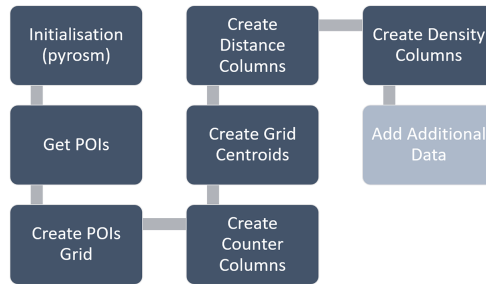 Initialisation
(pyrosm)
Get POIs
Create POIs
Grid
Create
Counter
Columns
Create Grid
Centroids
Create
Distance
Columns
Create Density
Columns
Add Additional
Data